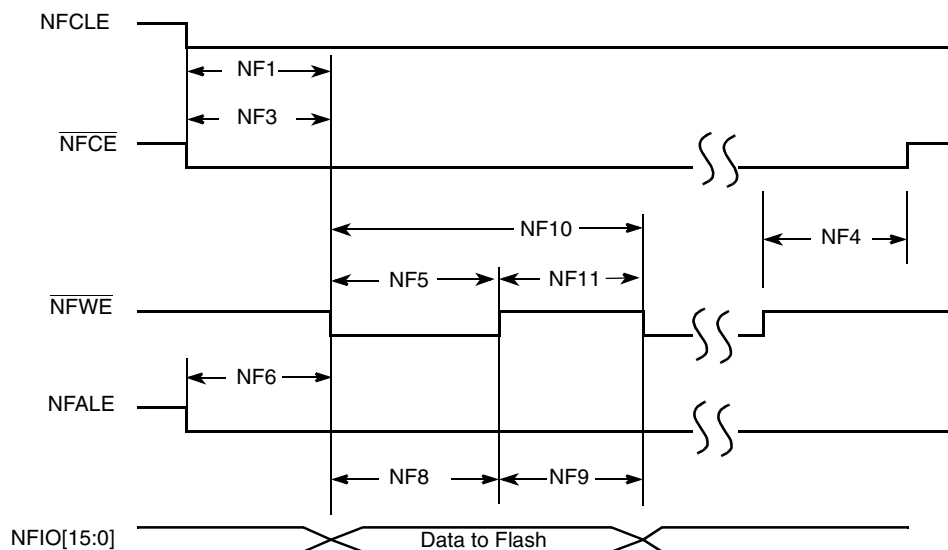 NFCLE
NF1
NF3
NFCE
NF10
NF4
NF5
NF11
NFWE
NF6
NFALE
NF8
NF9
NFIO[15:0]
Data to Flash